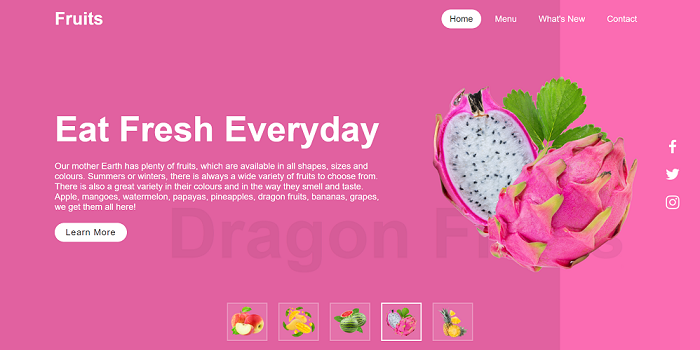 Fruits
Home
Menu
What's New
Contact
Eat Fresh Everyday
Our mother Earth has plenty of fruits, which are available in all shapes, sizes and
colours. Summers or winters, there is always a wide variety of fruits to choose from.
There is also a great variety in their colours and in the way they smell and taste.
Apple, mangoes, watermelon, papayas, pineapples, dragon fruits, bananas, grapes,
we get them all here!
Learn More
Dragon